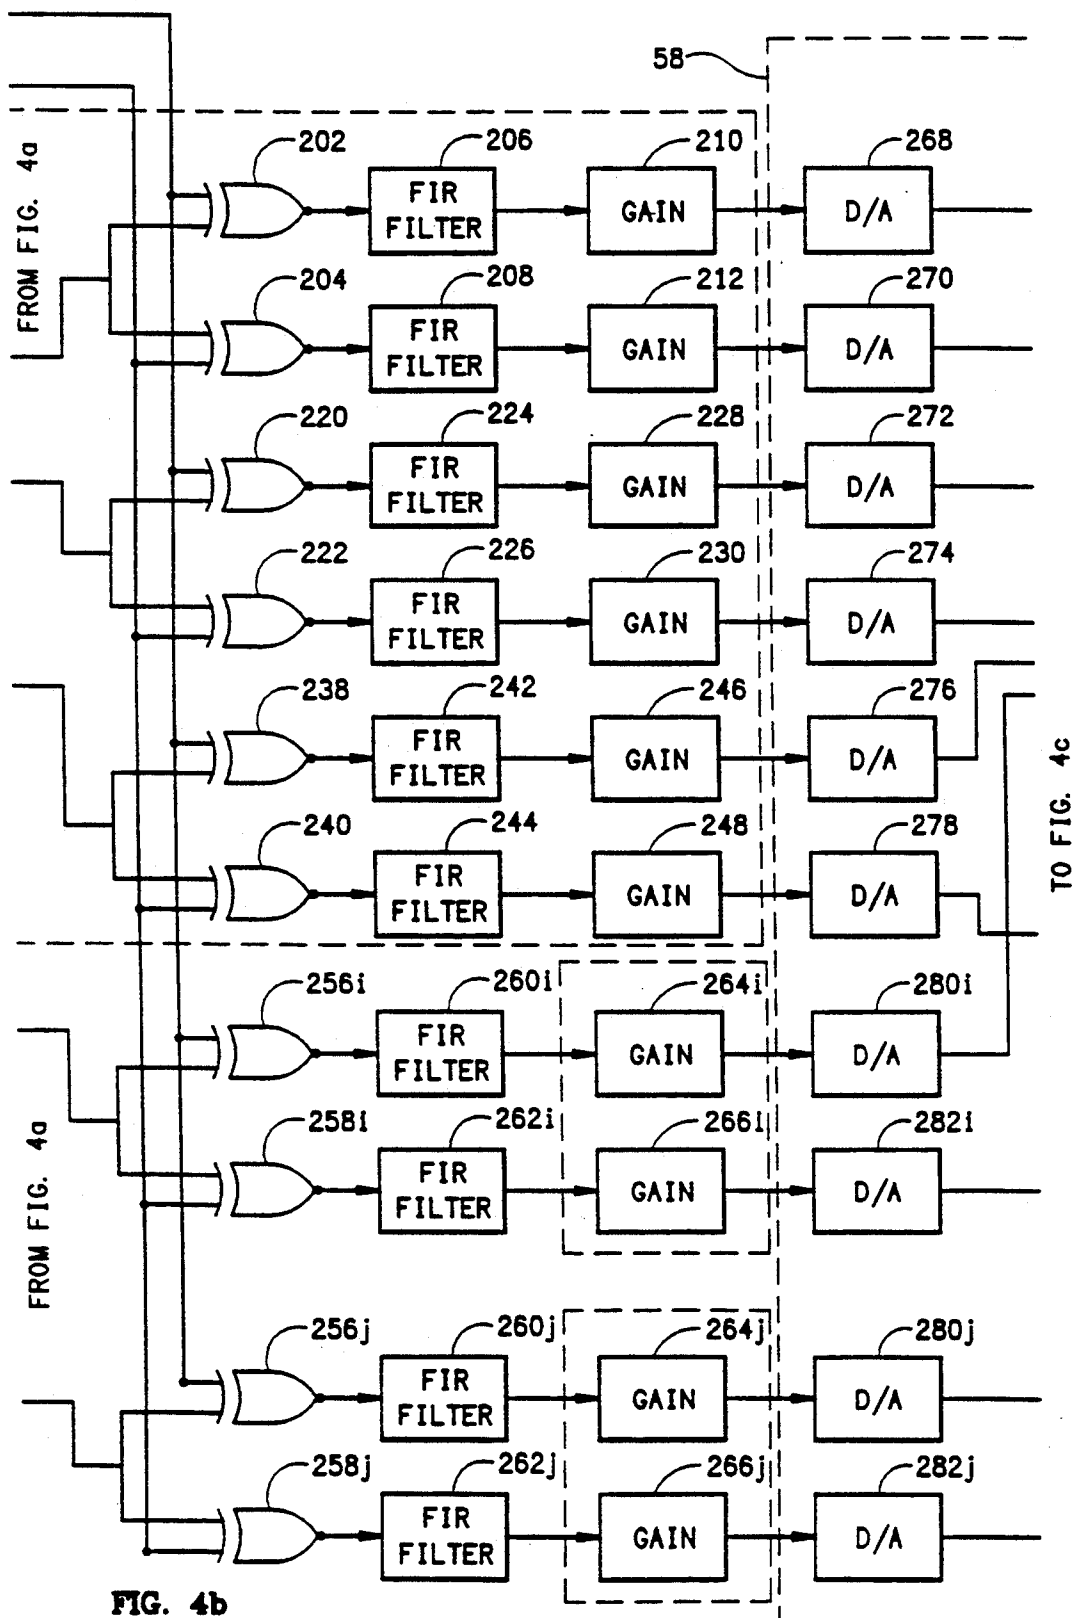 58
FROM FIG. 4a
202 206 210 268
FIR FILTER GAIN D/A
204 208 212 270
FIR FILTER GAIN D/A
220 224 228 272
FIR FILTER GAIN D/A
222 226 230 274
FIR FILTER GAIN D/A
238 242 246 276
FIR FILTER GAIN D/A
TO FIG. 4c
240 244 248 278
FIR FILTER GAIN D/A
256i 260i 264i 280i
FIR FILTER GAIN D/A
FROM FIG. 4a
258i 262i 266i 282i
FIR FILTER GAIN D/A
256j 260j 264j 280j
FIR FILTER GAIN D/A
258j 262j 266j 282j
FIR FILTER GAIN D/A
FIG. 4b